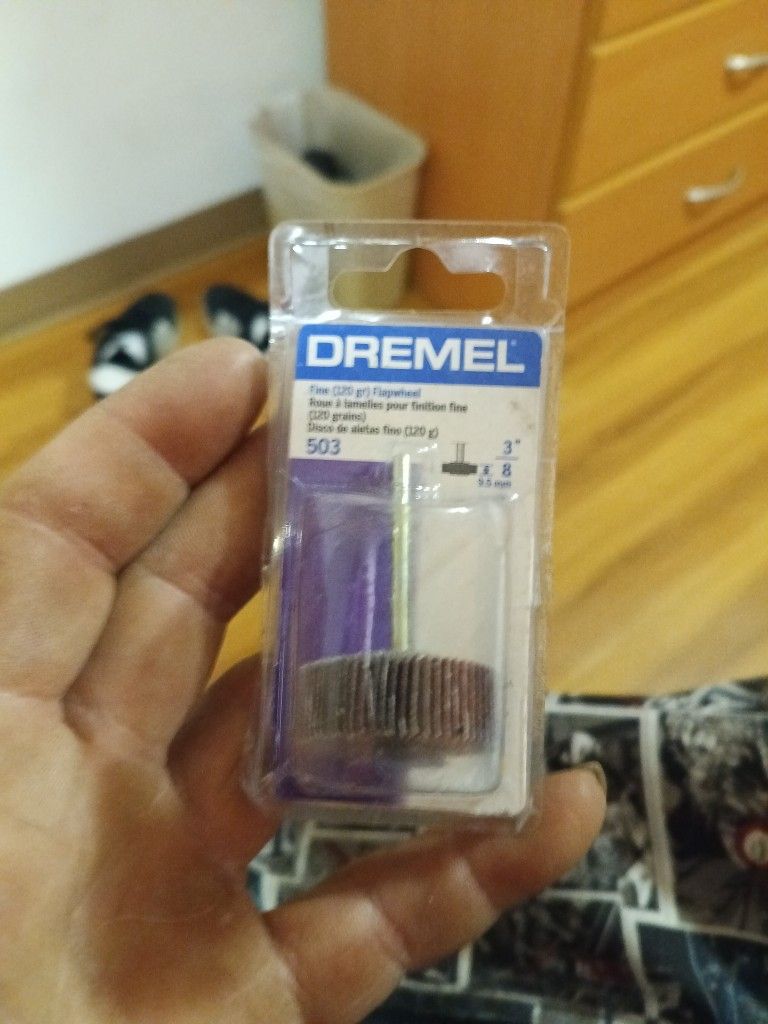 DREMEL
Fine (120 gr) Flapwheel
Roue à lamelles pour finition fine
(120 grains)
Disco de aletas fino (120 g)
503
3"
8
9.5 mm